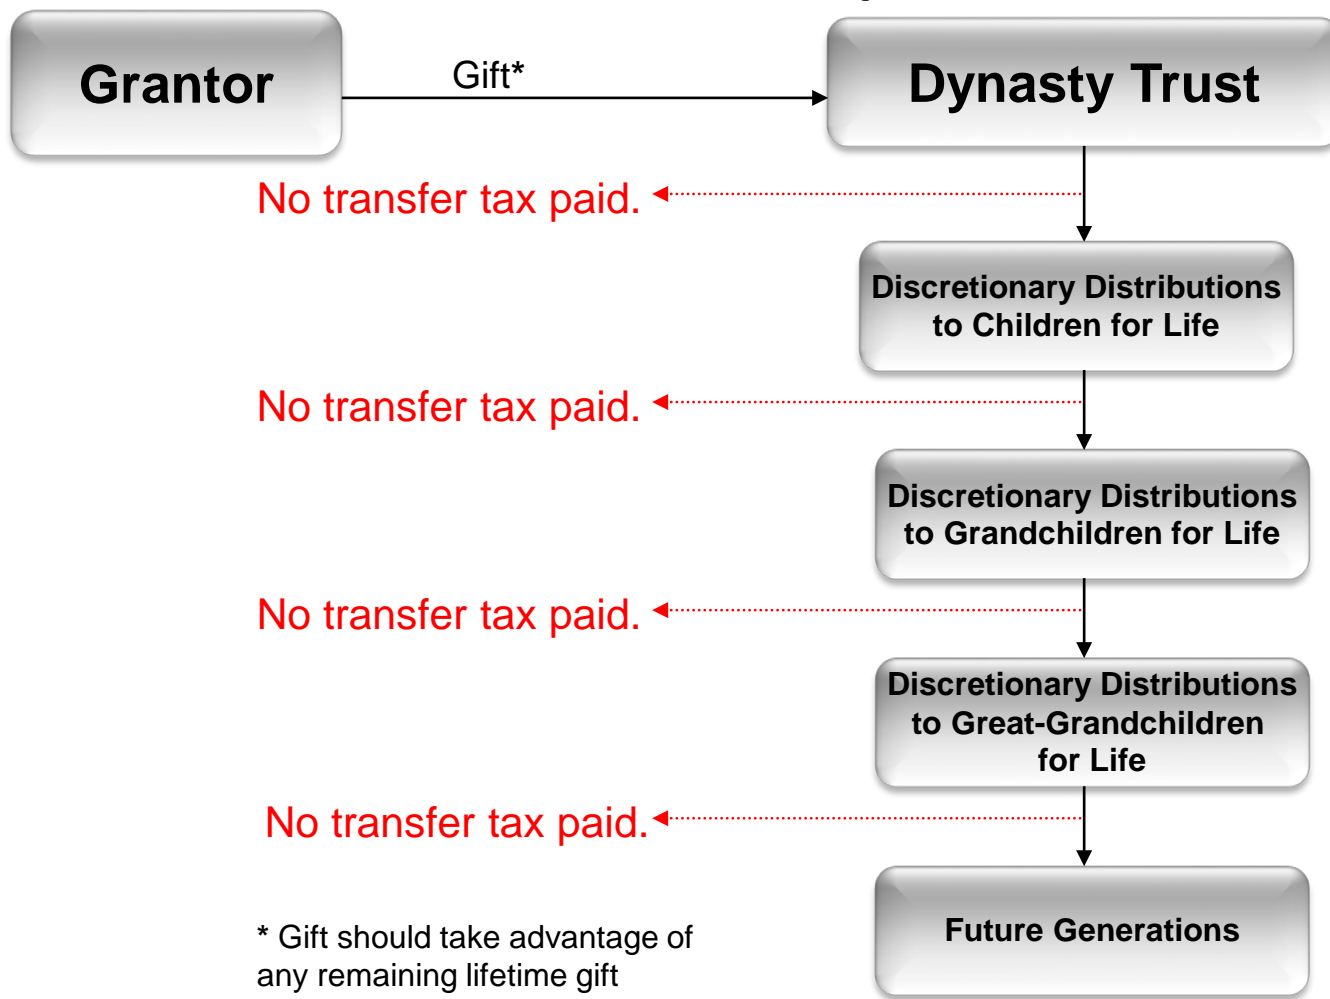 Grantor
Gift*
Dynasty Trust
No transfer tax paid.
Discretionary Distributions
to Children for Life
No transfer tax paid.
Discretionary Distributions
to Grandchildren for Life
No transfer tax paid.
Discretionary Distributions
to Great-Grandchildren
for Life
No transfer tax paid.
Future Generations
* Gift should take advantage of
any remaining lifetime gift